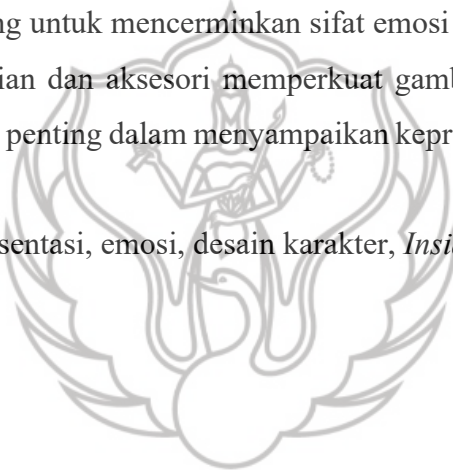 ng untuk mencerminkan sifat emosi
ian dan aksesori memperkuat gamb
penting dalam menyampaikan kepr
sentasi, emosi, desain karakter, Insi